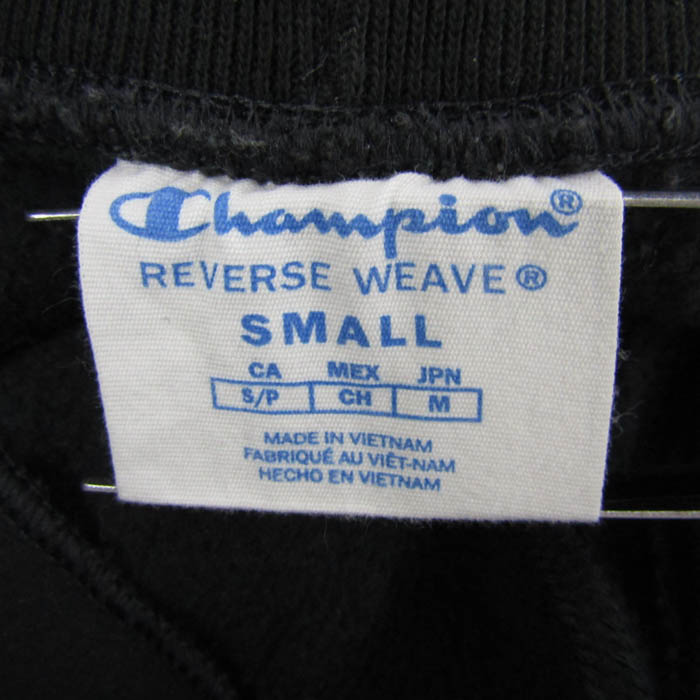 Champion®
REVERSE WEAVE®
SMALL
CA MEX JPN
S/P CH M
MADE IN VIETNAM
FABRIQUÉ AU VIÊT-NAM
HECHO EN VIETNAM